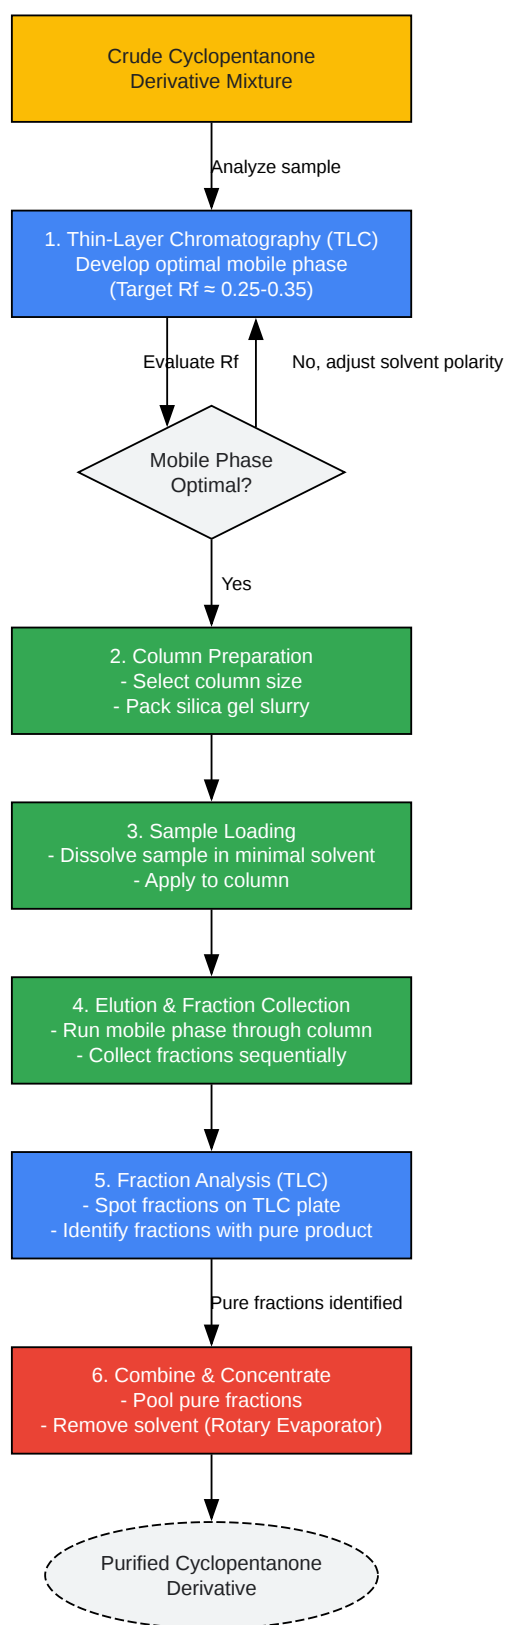 Crude Cyclopentanone
Derivative Mixture
Analyze sample
1. Thin-Layer Chromatography (TLC)
Develop optimal mobile phase
(Target Rf ≈ 0.25-0.35)
Evaluate Rf
No, adjust solvent polarity
Mobile Phase
Optimal?
Yes
2. Column Preparation
- Select column size
- Pack silica gel slurry
3. Sample Loading
- Dissolve sample in minimal solvent
- Apply to column
4. Elution & Fraction Collection
- Run mobile phase through column
- Collect fractions sequentially
5. Fraction Analysis (TLC)
- Spot fractions on TLC plate
- Identify fractions with pure product
Pure fractions identified
6. Combine & Concentrate
- Pool pure fractions
- Remove solvent (Rotary Evaporator)
Purified Cyclopentanone
Derivative